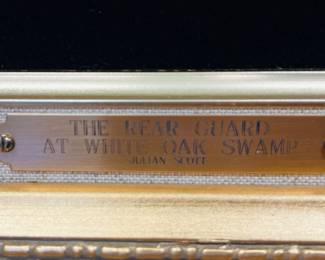 THE REAR GUARD
AT WHITE OAK SWAMP
JULIAN SCOTT